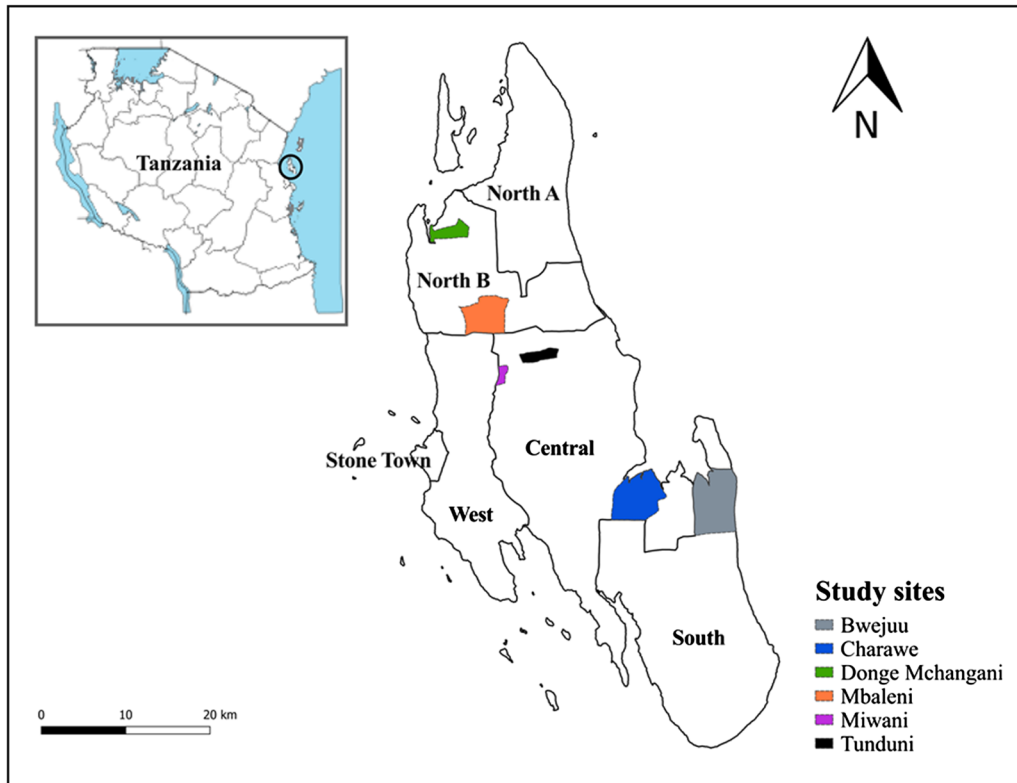 Tanzania
N
North A
North B
Central
Stone Town
West
South
Study sites
Bwejuu
Charawe
Donge Mchangani
Mbaleni
Miwani
Tunduni
0 10 20 km